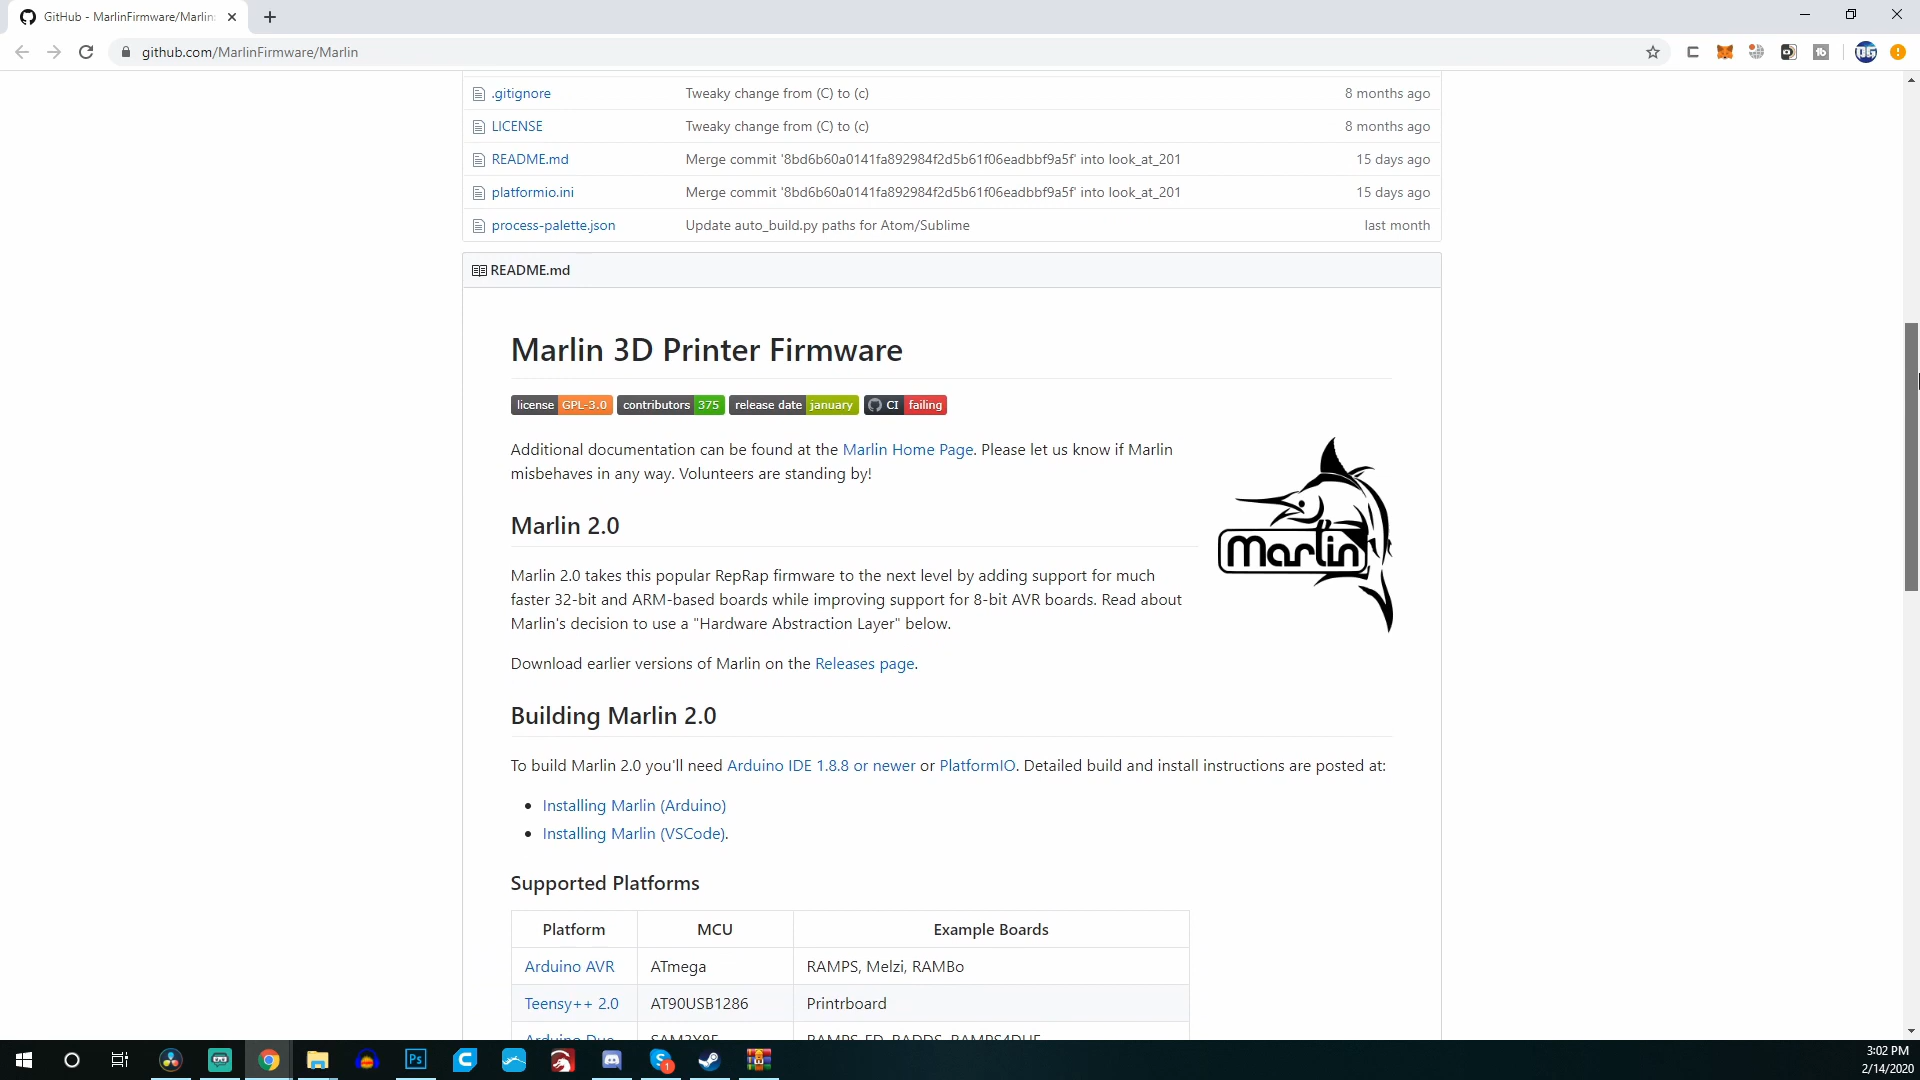 GitHub - MarlinFirmware/Marlin:
github.com/MarlinFirmware/Marlin
.gitignore Tweaky change from (C) to (c) 8 months ago
LICENSE Tweaky change from (C) to (c) 8 months ago
README.md Merge commit '8bd6b60a0141fa892984f2d5b61f06eadbbf9a5f' into look_at_201 15 days ago
platformio.ini Merge commit '8bd6b60a0141fa892984f2d5b61f06eadbbf9a5f' into look_at_201 15 days ago
process-palette.json Update auto_build.py paths for Atom/Sublime last month
README.md
Marlin 3D Printer Firmware
license GPL-3.0 contributors 375 release date january CI failing
Additional documentation can be found at the Marlin Home Page. Please let us know if Marlin
misbehaves in any way. Volunteers are standing by!
Marlin
Marlin 2.0
Marlin 2.0 takes this popular RepRap firmware to the next level by adding support for much
faster 32-bit and ARM-based boards while improving support for 8-bit AVR boards. Read about
Marlin's decision to use a "Hardware Abstraction Layer" below.
Download earlier versions of Marlin on the Releases page.
Building Marlin 2.0
To build Marlin 2.0 you'll need Arduino IDE 1.8.8 or newer or PlatformIO. Detailed build and install instructions are posted at:
• Installing Marlin (Arduino)
• Installing Marlin (VSCode).
Supported Platforms
Platform MCU Example Boards
Arduino AVR ATmega RAMPS, Melzi, RAMBo
Teensy++ 2.0 AT90USB1286 Printrboard
Arduino Due SAM3X8E RAMPS-FD, RADDS, RAMPS4DUE
Ps
1
3:02 PM
2/14/2020